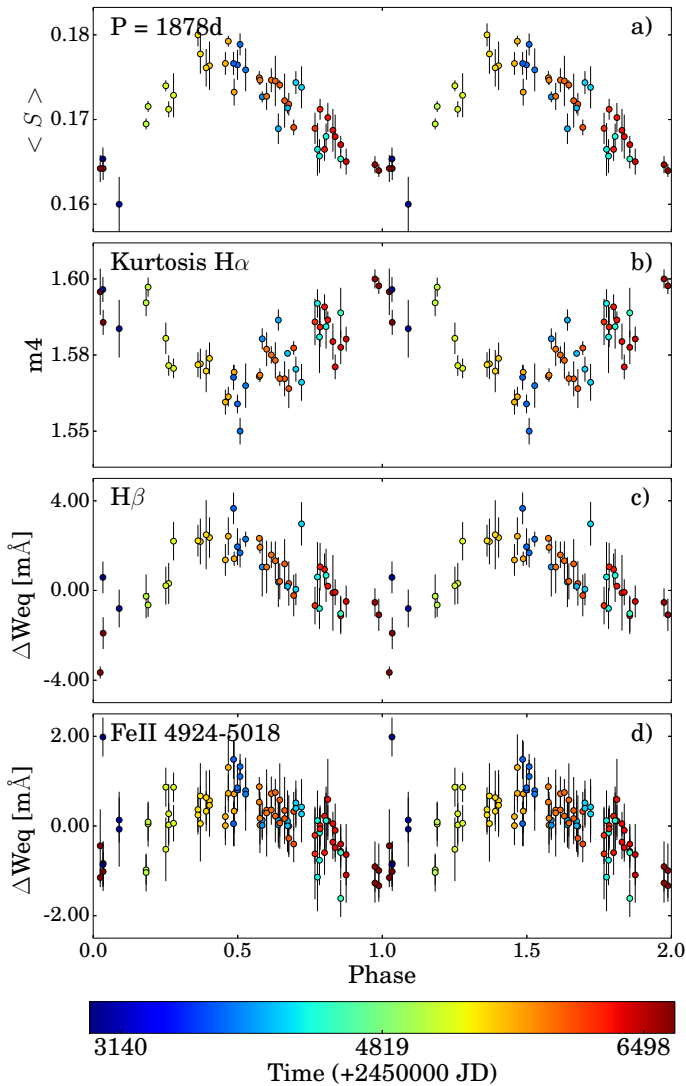 P = 1878d
a)
0.18
0.17
0.16
< S >
Kurtosis Hα
b)
1.60
1.58
1.55
m4
Hβ
c)
4.00
0.00
-4.00
ΔWeq [mÅ]
FeII 4924-5018
d)
2.00
0.00
-2.00
ΔWeq [mÅ]
0.0 0.5 1.0 1.5 2.0
Phase
3140 4819 6498
Time (+2450000 JD)